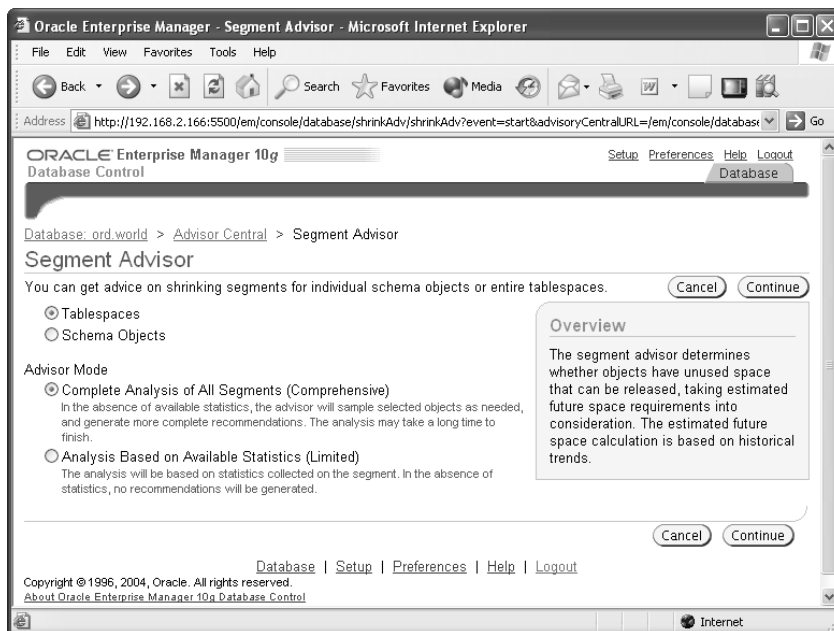 Oracle Enterprise Manager - Segment Advisor - Microsoft Internet Explorer
File Edit View Favorites Tools Help
Back Search Favorites Media W
Address http://192.168.2.166:5500/em/console/database/shrinkAdv/shrinkAdv?event=start&advisoryCentralURL=/em/console/database Go
ORACLE Enterprise Manager 10g
Database Control
Setup Preferences Help Logout
Database
Database: ord.world > Advisor Central > Segment Advisor
Segment Advisor
You can get advice on shrinking segments for individual schema objects or entire tablespaces.
Cancel Continue
Tablespaces
Schema Objects
Advisor Mode
Complete Analysis of All Segments (Comprehensive)
In the absence of available statistics, the advisor will sample selected objects as needed,
and generate more complete recommendations. The analysis may take a long time to
finish.
Analysis Based on Available Statistics (Limited)
The analysis will be based on statistics collected on the segment. In the absence of
statistics, no recommendations will be generated.
Overview
The segment advisor determines
whether objects have unused space
that can be released, taking estimated
future space requirements into
consideration. The estimated future
space calculation is based on historical
trends.
Cancel Continue
Database | Setup | Preferences | Help | Logout
Copyright © 1996, 2004, Oracle. All rights reserved.
About Oracle Enterprise Manager 10g Database Control
Internet